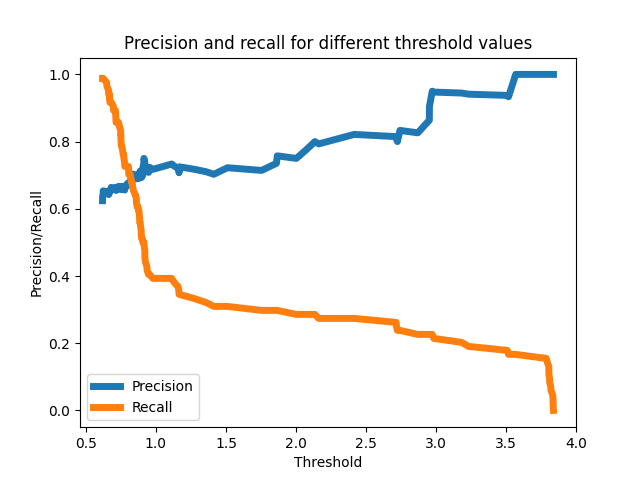 Precision and recall for different threshold values
Precision/Recall
1.0
0.8
0.6
0.4
0.2
0.0
Precision
Recall
0.5 1.0 1.5 2.0 2.5 3.0 3.5 4.0
Threshold